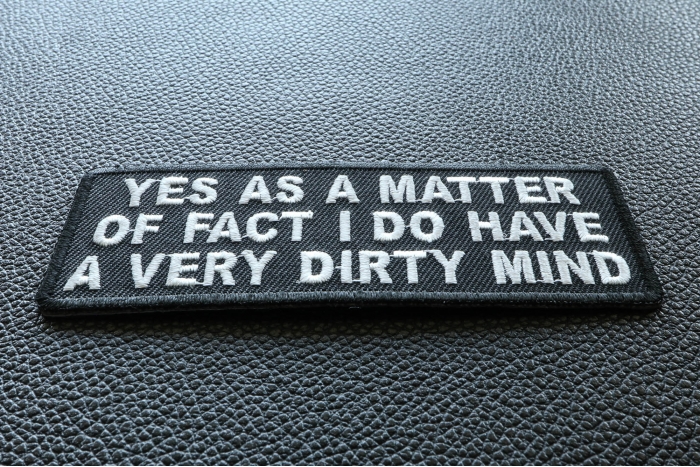 YES AS A MATTER
OF FACT I DO HAVE
A VERY DIRTY MIND